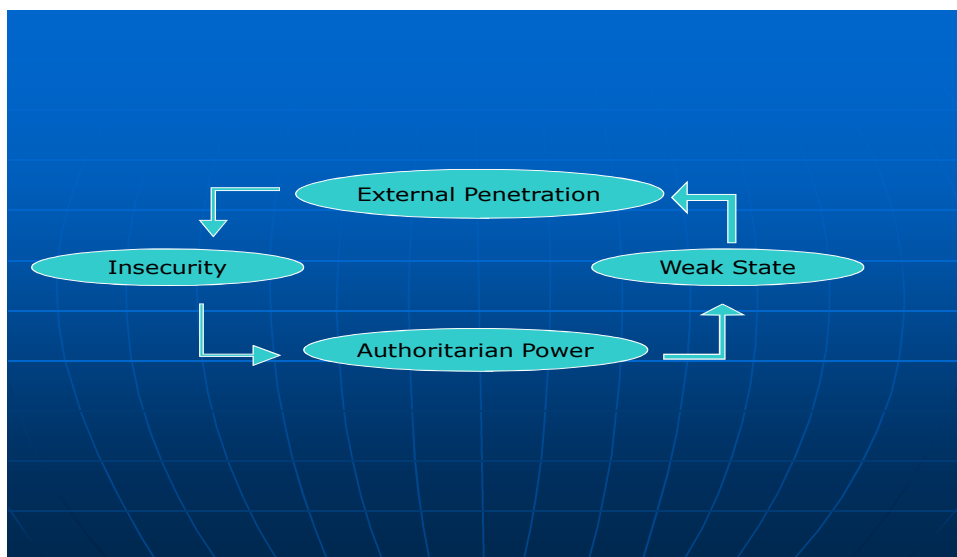 External Penetration
Insecurity
Weak State
Authoritarian Power